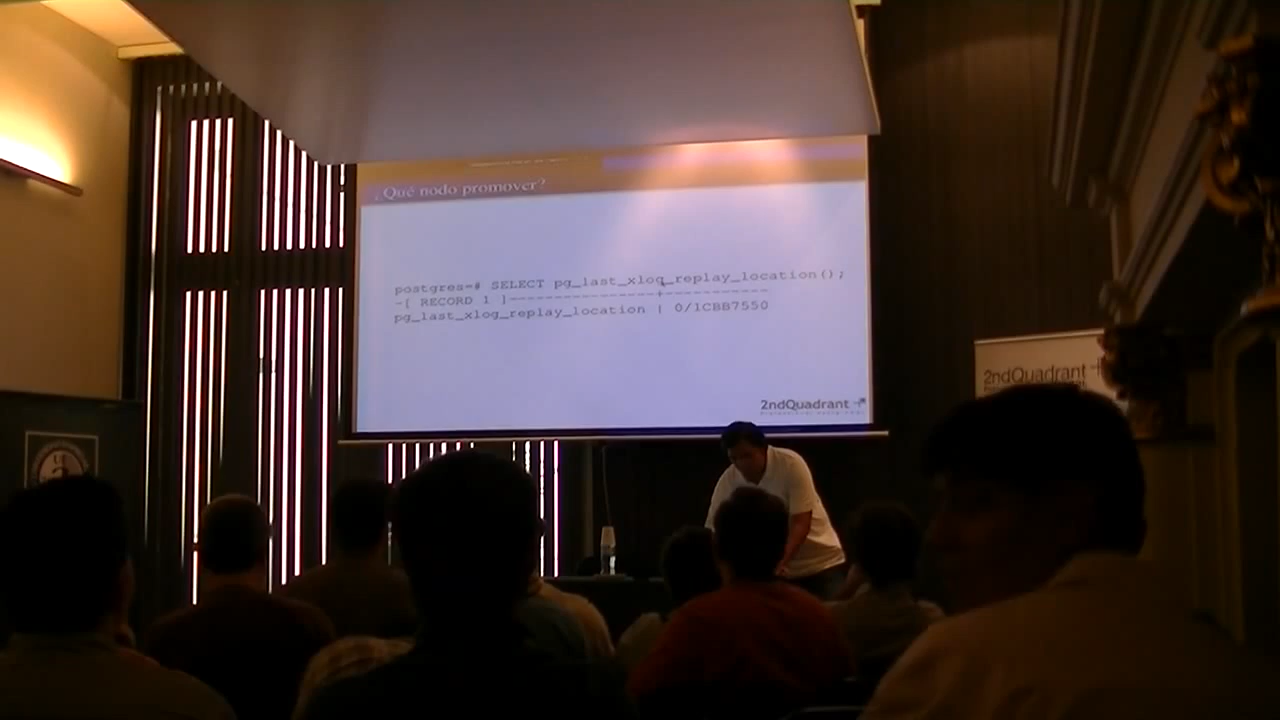 ¿Qué nodo promover?
postgres=# SELECT pg_last_xlog_replay_location();
-[ RECORD 1 ]----------------+-----------
pg_last_xlog_replay_location | 0/1CBB7550
2ndQuadrant
2ndQuadrant